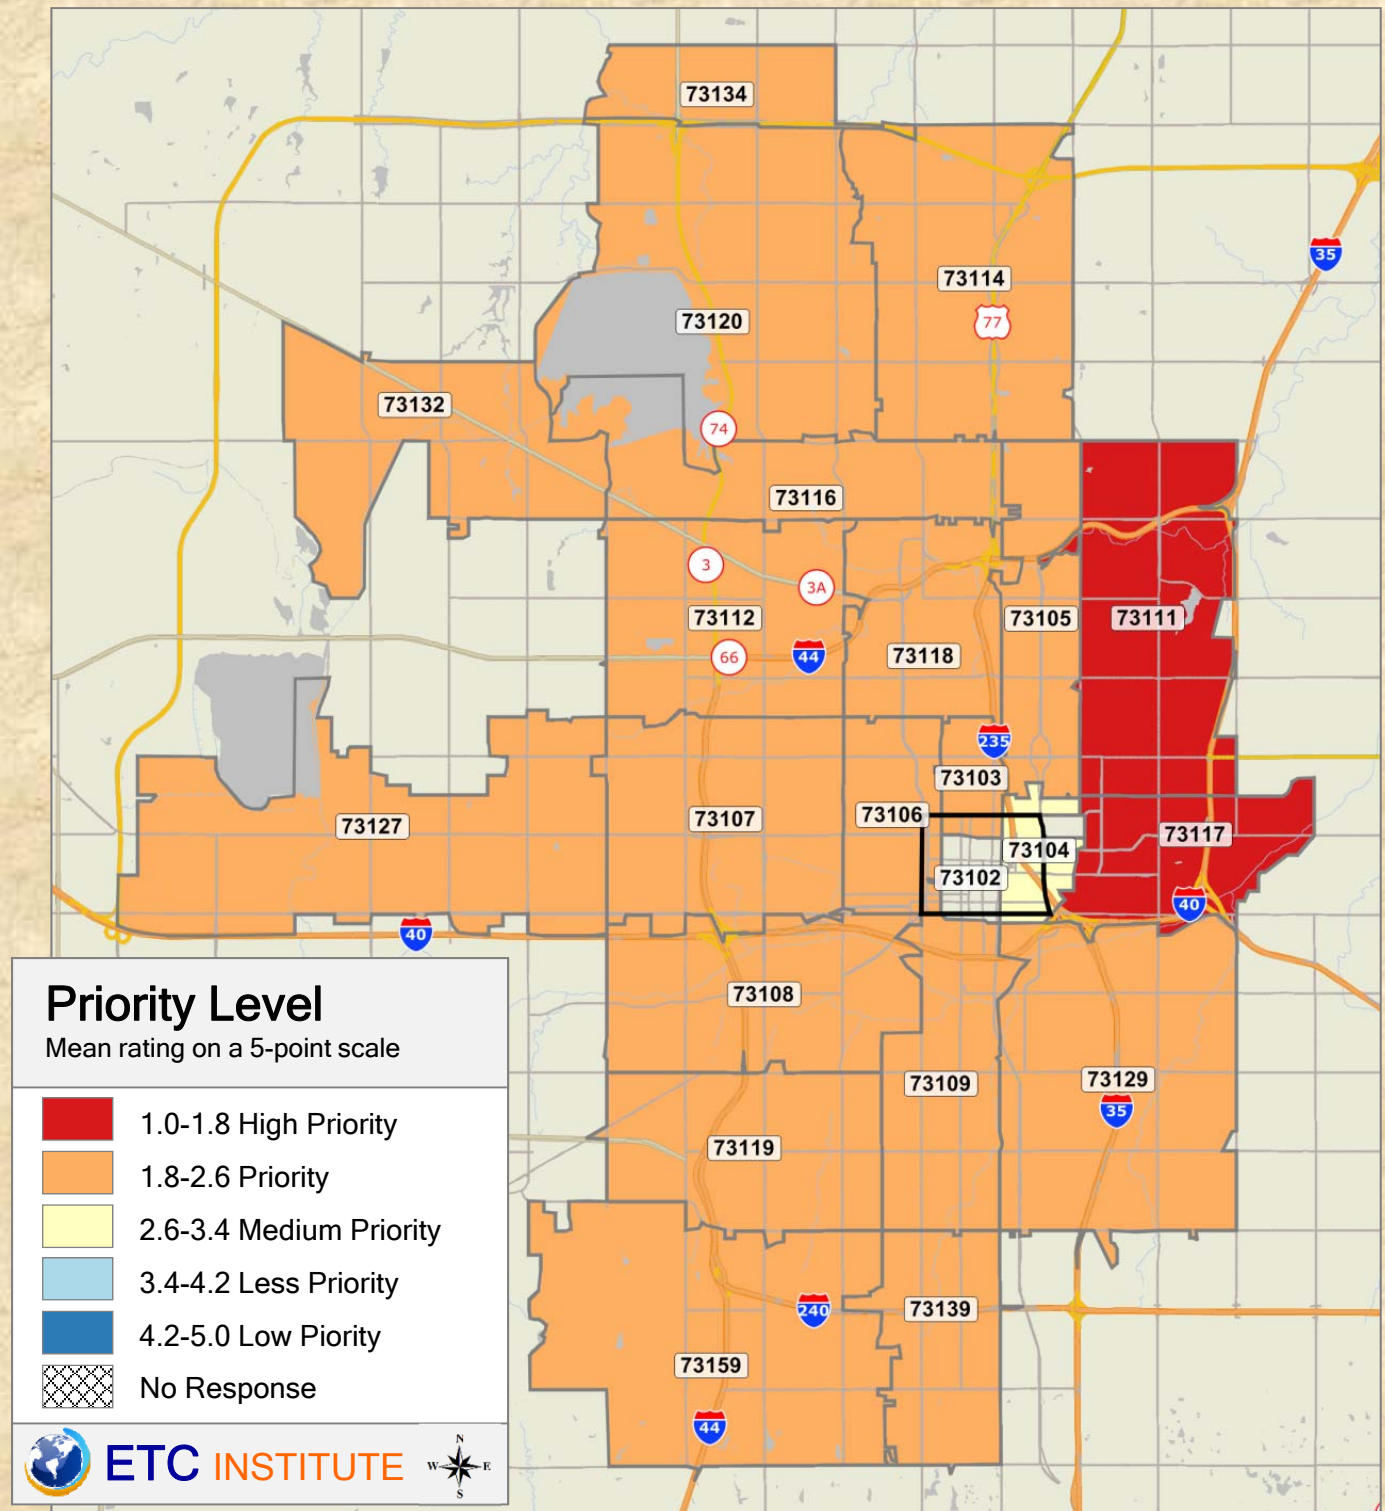 73134
35
73114
77
73120
73132
74
73116
3
3A
73112
73105
73111
66
44
73118
235
73103
73106
73107
73127
73117
73104
73102
40
40
73108
73129
73109
35
73119
240
73139
73159
44
Priority Level
Mean rating on a 5-point scale
1.0-1.8 High Priority
1.8-2.6 Priority
2.6-3.4 Medium Priority
3.4-4.2 Less Priority
4.2-5.0 Low Piority
No Response
ETC INSTITUTE
N
W E
S